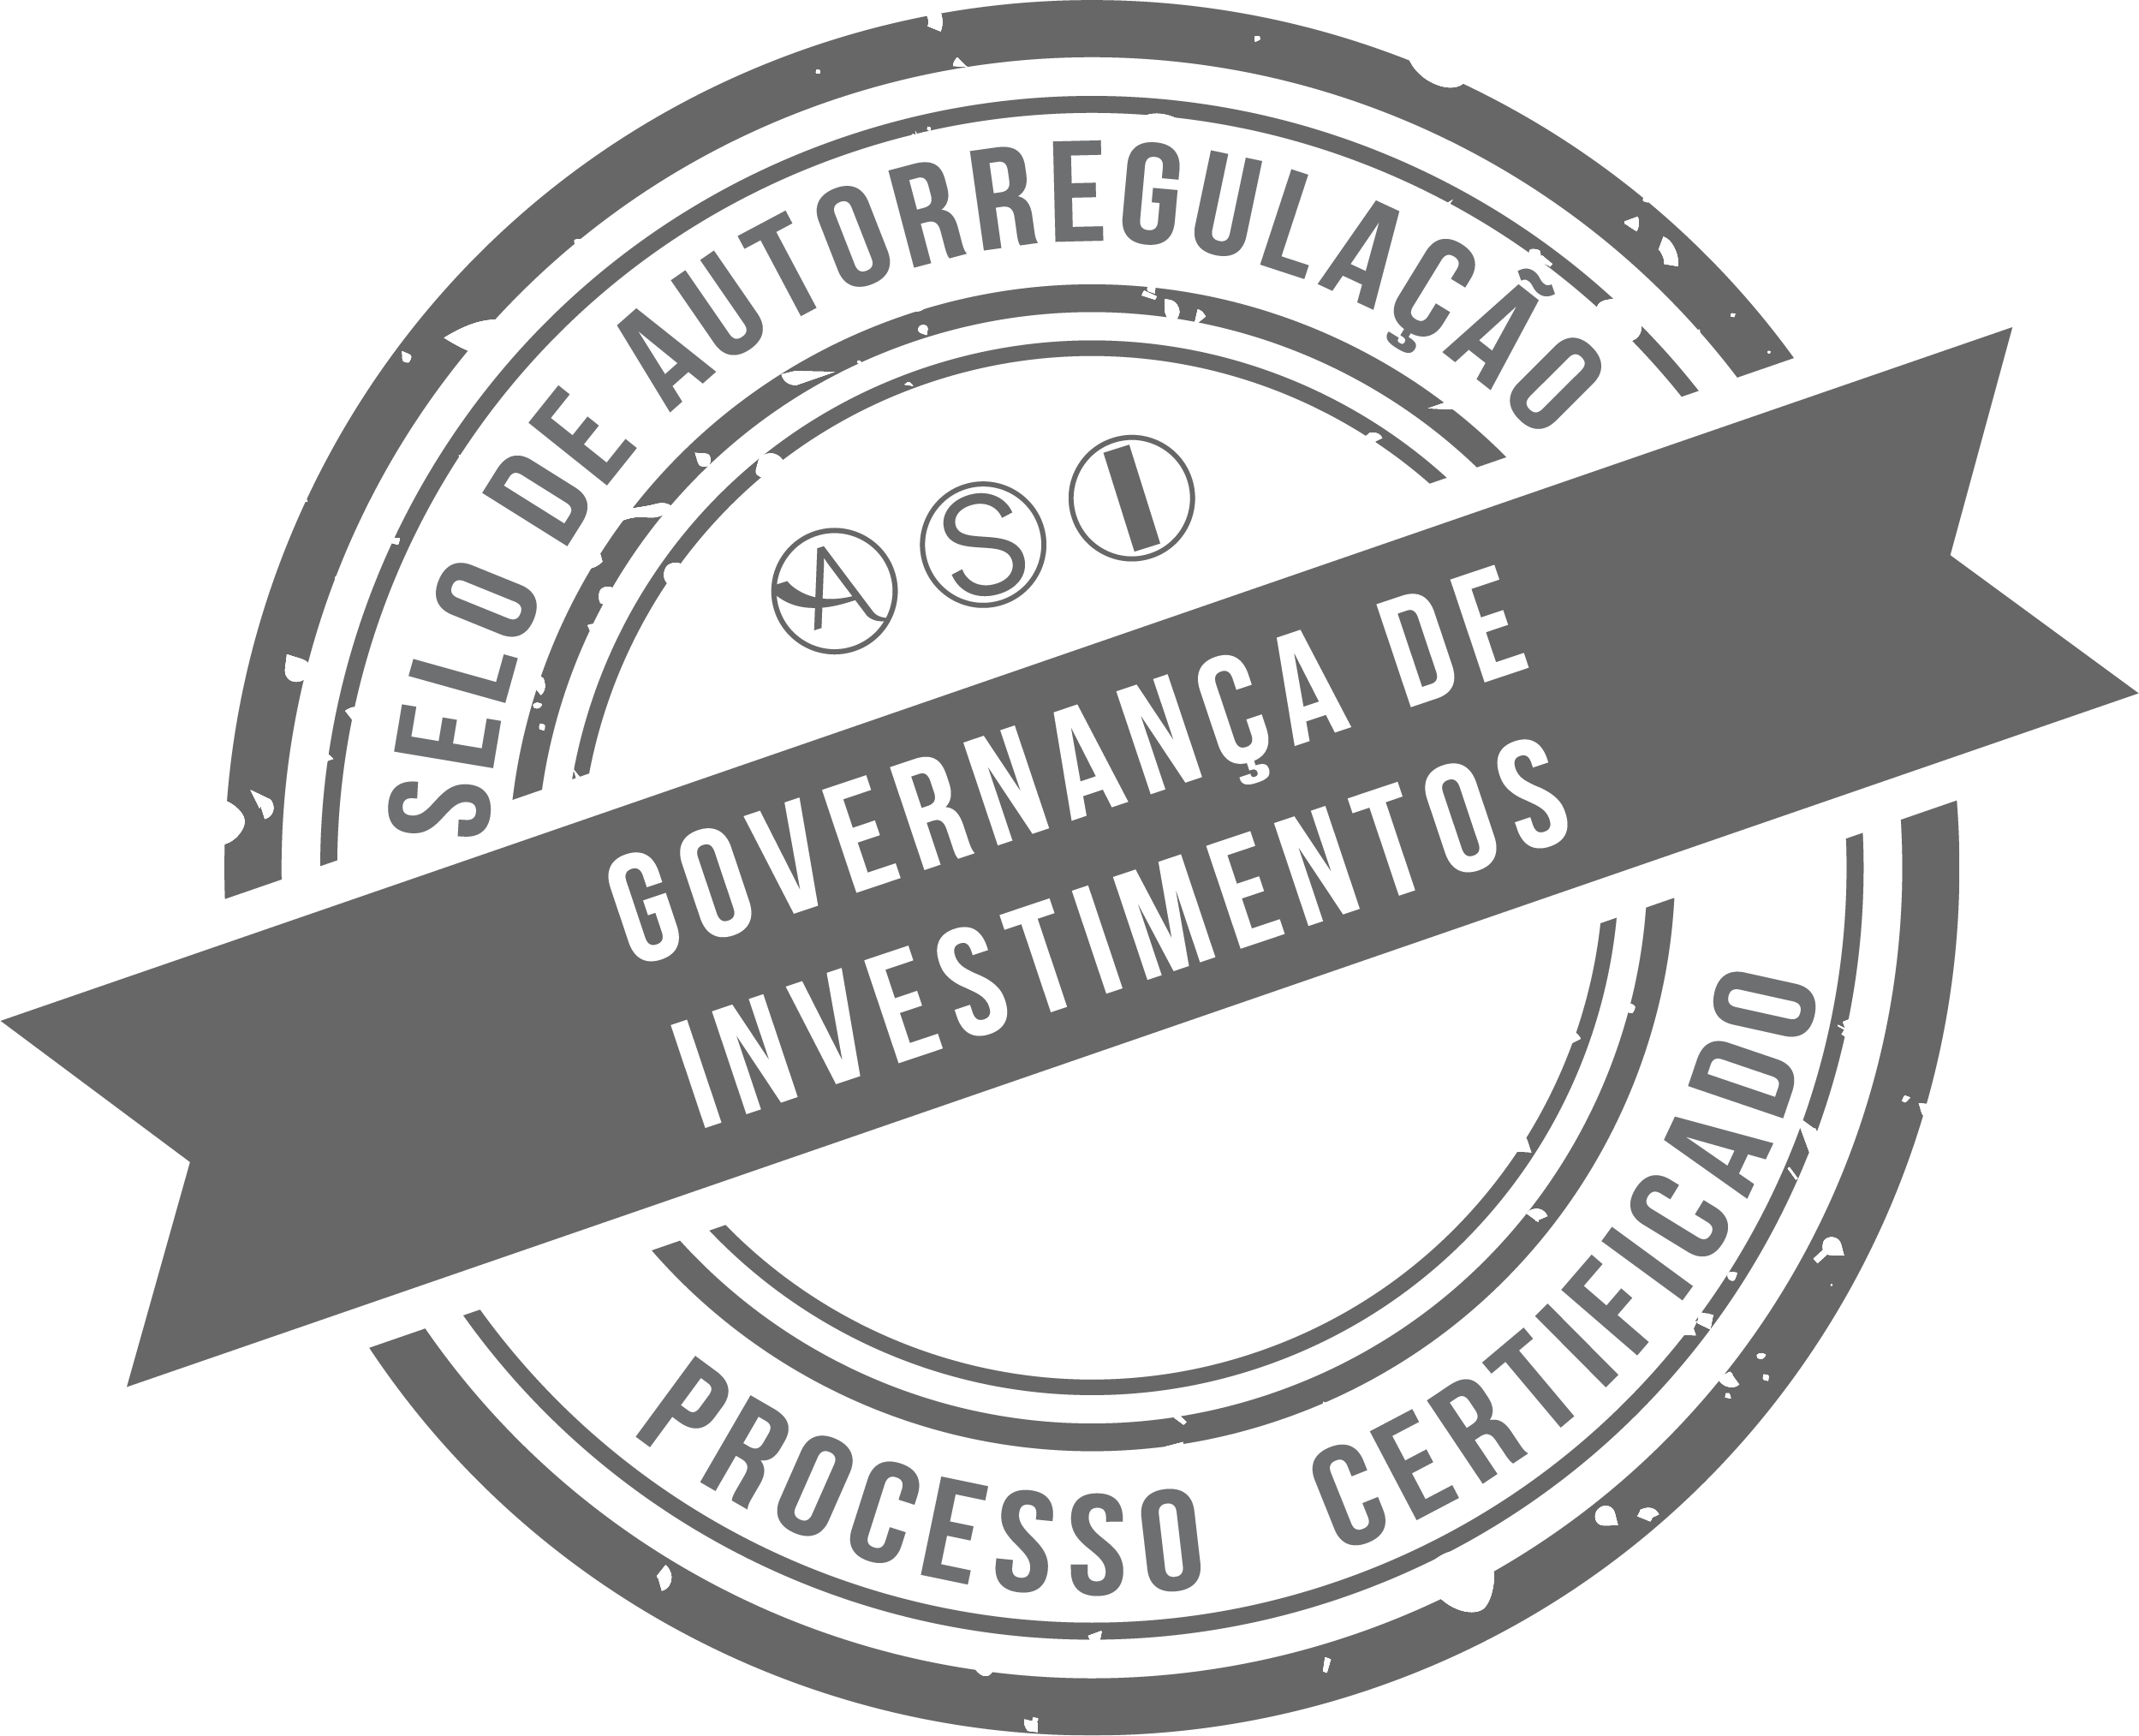 SELO DE AUTORREGULAÇÃO
ASI
GOVERNANÇA DE
INVESTIMENTOS
PROCESSO CERTIFICADO